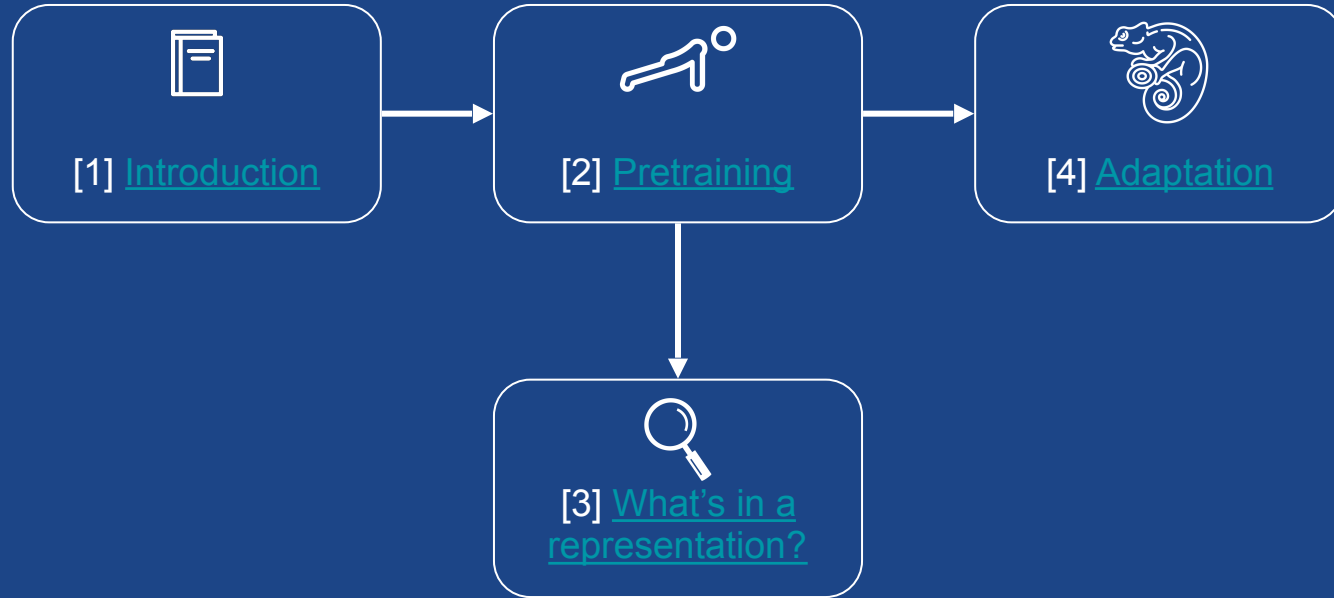 [1] Introduction
[2] Pretraining
[4] Adaptation
[3] What’s in a
representation?